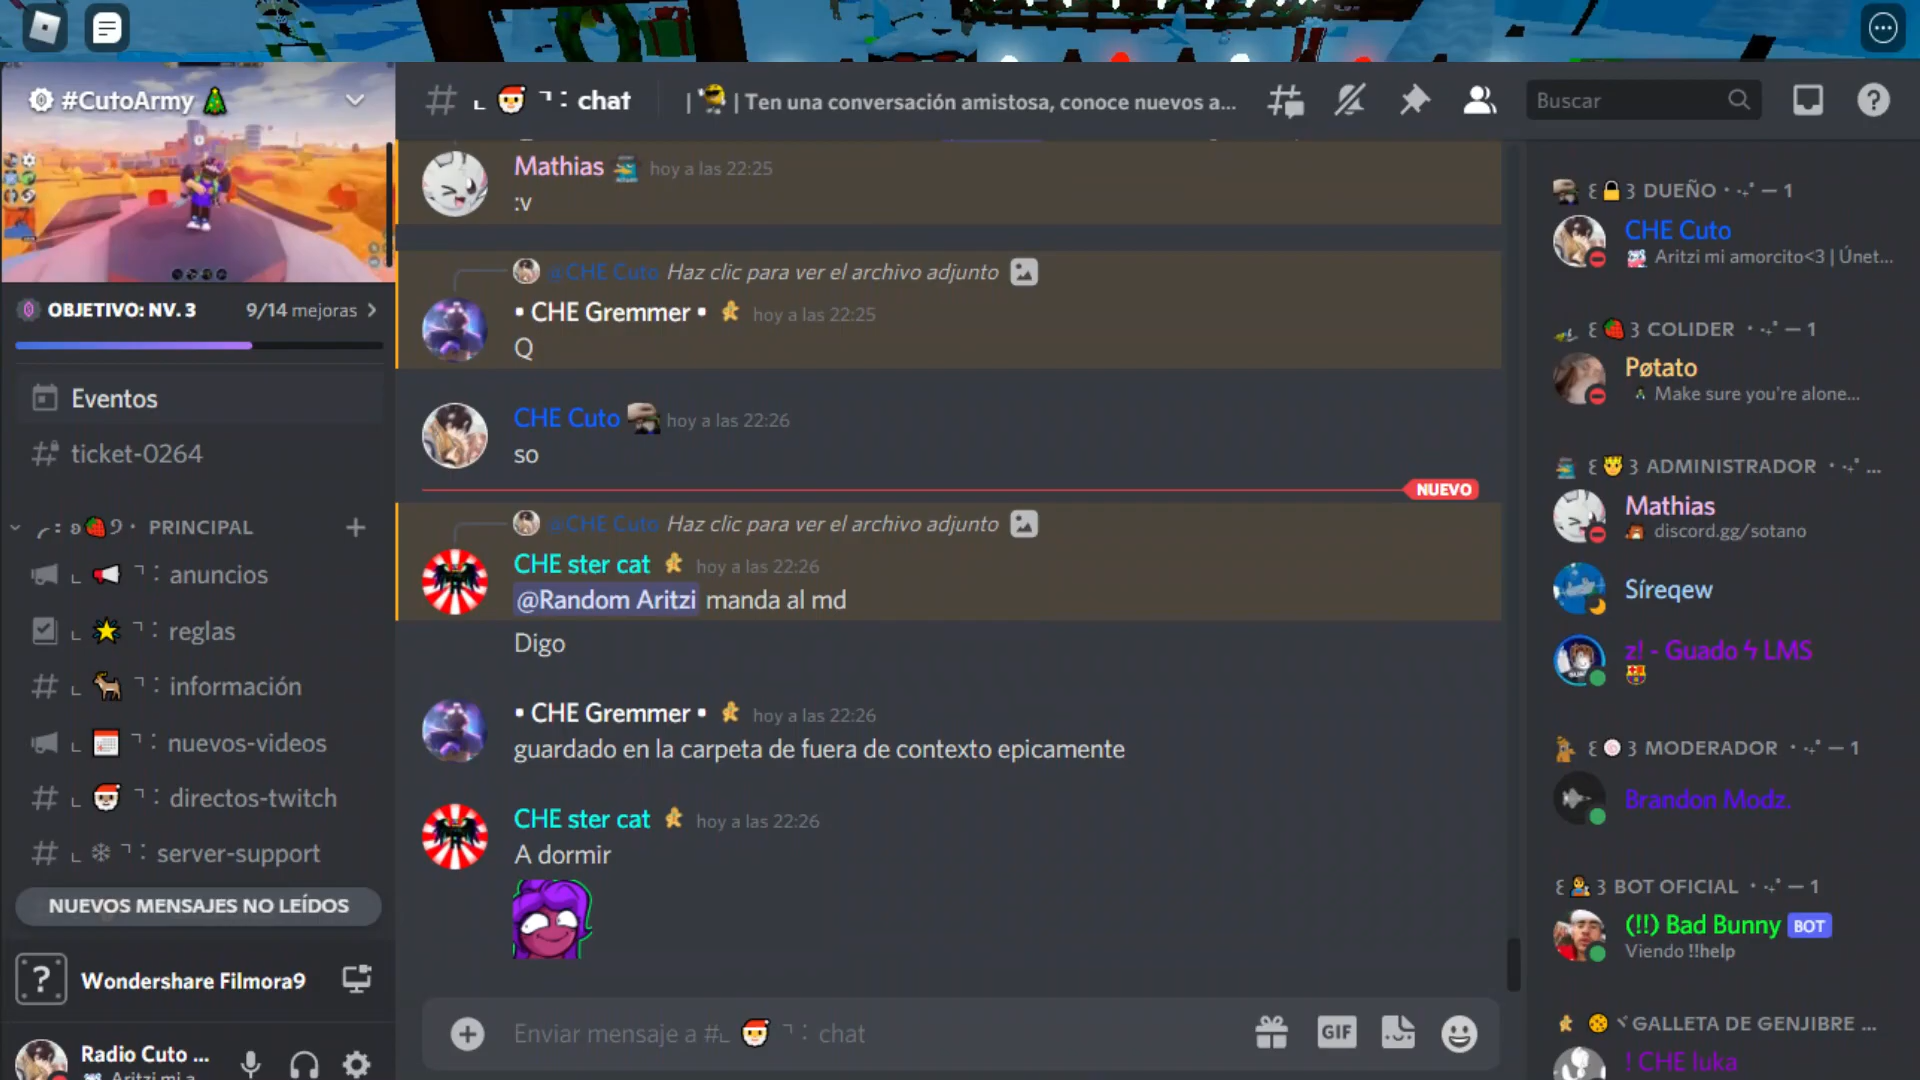 #CutoArmy
OBJETIVO: NV. 3
9/14 mejoras
Eventos
ticket-0264
PRINCIPAL
anuncios
reglas
información
nuevos-videos
directos-twitch
server-support
NUEVOS MENSAJES NO LEÍDOS
Wondershare Filmora9
Radio Cuto ...
Aritzi mi a
chat
| Ten una conversación amistosa, conoce nuevos a...
Buscar
Mathias hoy a las 22:25
:v
@CHE Cuto Haz clic para ver el archivo adjunto
• CHE Gremmer • hoy a las 22:25
Q
CHE Cuto hoy a las 22:26
so
NUEVO
@CHE Cuto Haz clic para ver el archivo adjunto
CHE ster cat hoy a las 22:26
@Random Aritzi manda al md
Digo
• CHE Gremmer • hoy a las 22:26
guardado en la carpeta de fuera de contexto epicamente
CHE ster cat hoy a las 22:26
A dormir
Enviar mensaje a # chat
GIF
DUEÑO — 1
CHE Cuto
Aritzi mi amorcito<3 | Únet...
COLIDER — 1
Pøtato
Make sure you're alone...
ADMINISTRADOR ...
Mathias
discord.gg/sotano
Síreqew
z! - Guado ϟ LMS
MODERADOR — 1
Brandon Modz.
BOT OFICIAL — 1
(!!) Bad Bunny BOT
Viendo !!help
GALLETA DE GENJIBRE ...
! CHE luka